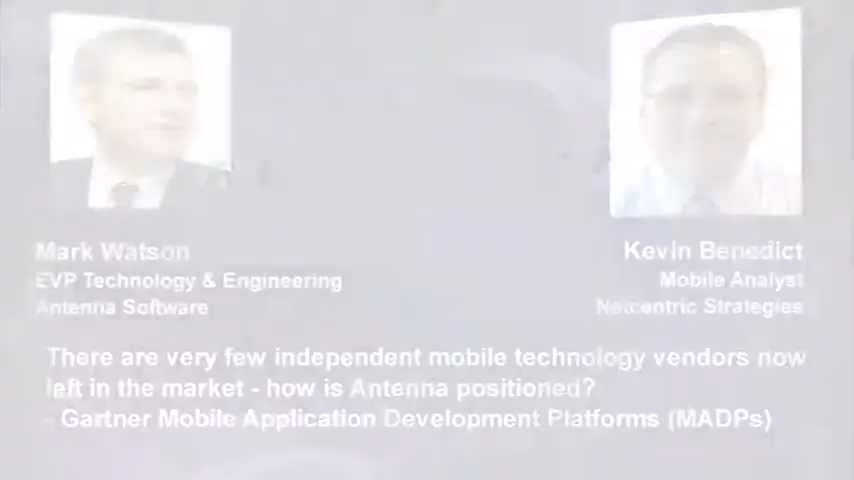 Mark Watson
EVP Technology & Engineering
Antenna Software
Kevin Benedict
Mobile Analyst
Netcentric Strategies
There are very few independent mobile technology vendors now
left in the market - how is Antenna positioned?
- Gartner Mobile Application Development Platforms (MADPs)